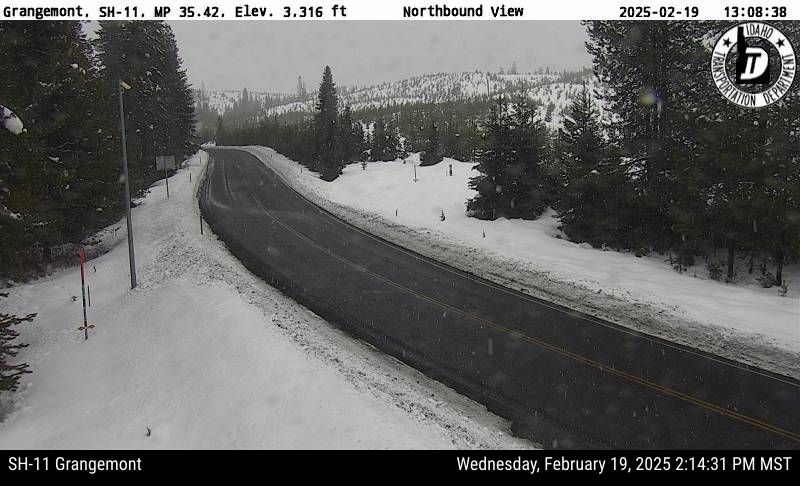 Grangemont, SH-11, MP 35.42, Elev. 3,316 ft Northbound View 2025-02-19 13:08:38
IDAHO TRANSPORTATION DEPARTMENT
SH-11 Grangemont Wednesday, February 19, 2025 2:14:31 PM MST